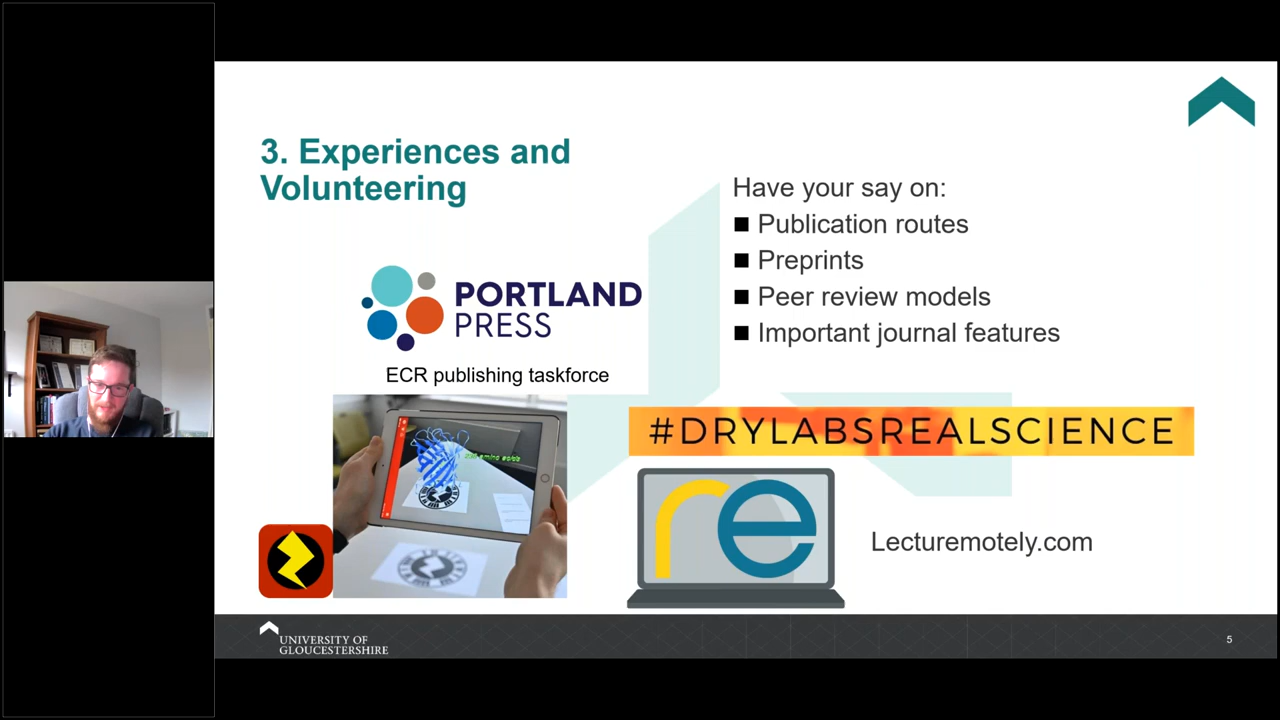 3. Experiences and
Volunteering
PORTLAND
PRESS
ECR publishing taskforce
Have your say on:
Publication routes
Preprints
Peer review models
Important journal features
#DRYLABSREALSCIENCE
re
Lecturemotely.com
UNIVERSITY OF
GLOUCESTERSHIRE
5